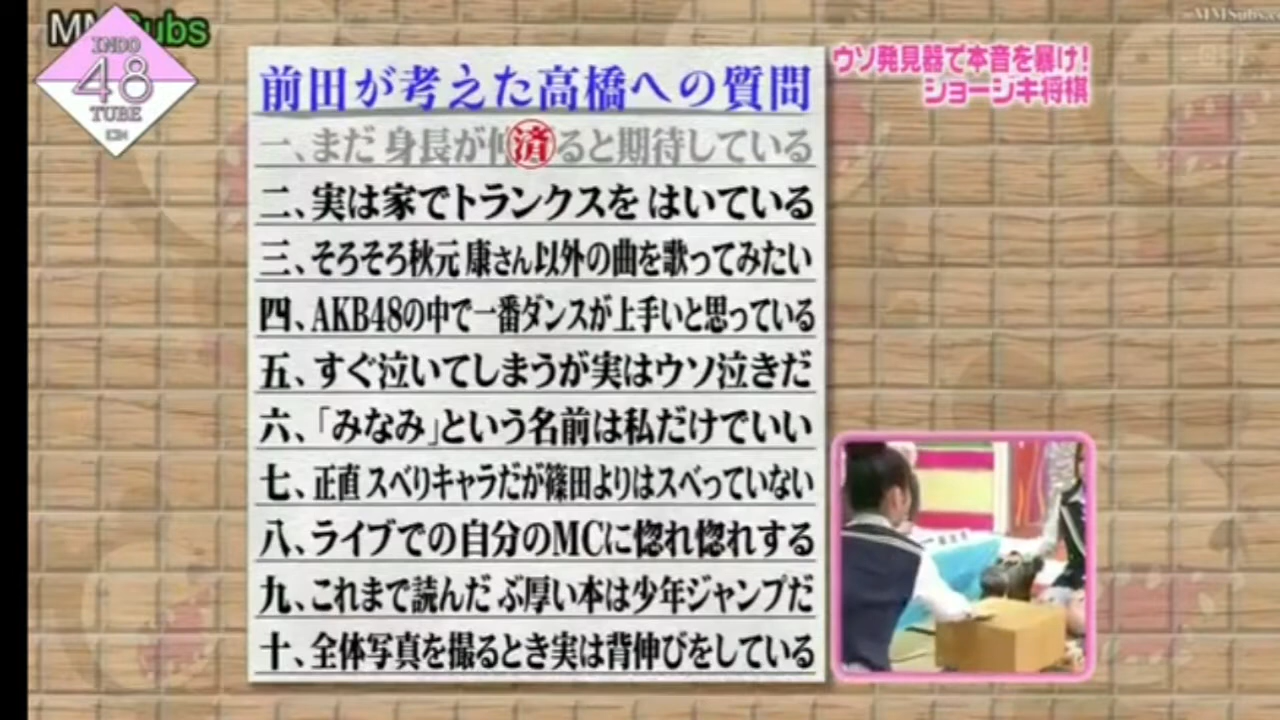 MMSubs
INDO
48
TUBE
ウソ発見器で本音を暴け!
ショージキ将棋
前田が考えた高橋への質問
一、まだ身長が伸済ると期待している
二、実は家でトランクスをはいている
三、そろそろ秋元康さん以外の曲を歌ってみたい
四、AKB48の中で一番ダンスが上手いと思っている
五、すぐ泣いてしまうが実はウソ泣きだ
六、「みなみ」という名前は私だけでいい
七、正直スベりキャラだが篠田よりはスベっていない
八、ライブでの自分のMCに惚れ惚れする
九、これまで読んだぶ厚い本は少年ジャンプだ
十、全体写真を撮るとき実は背伸びをしている